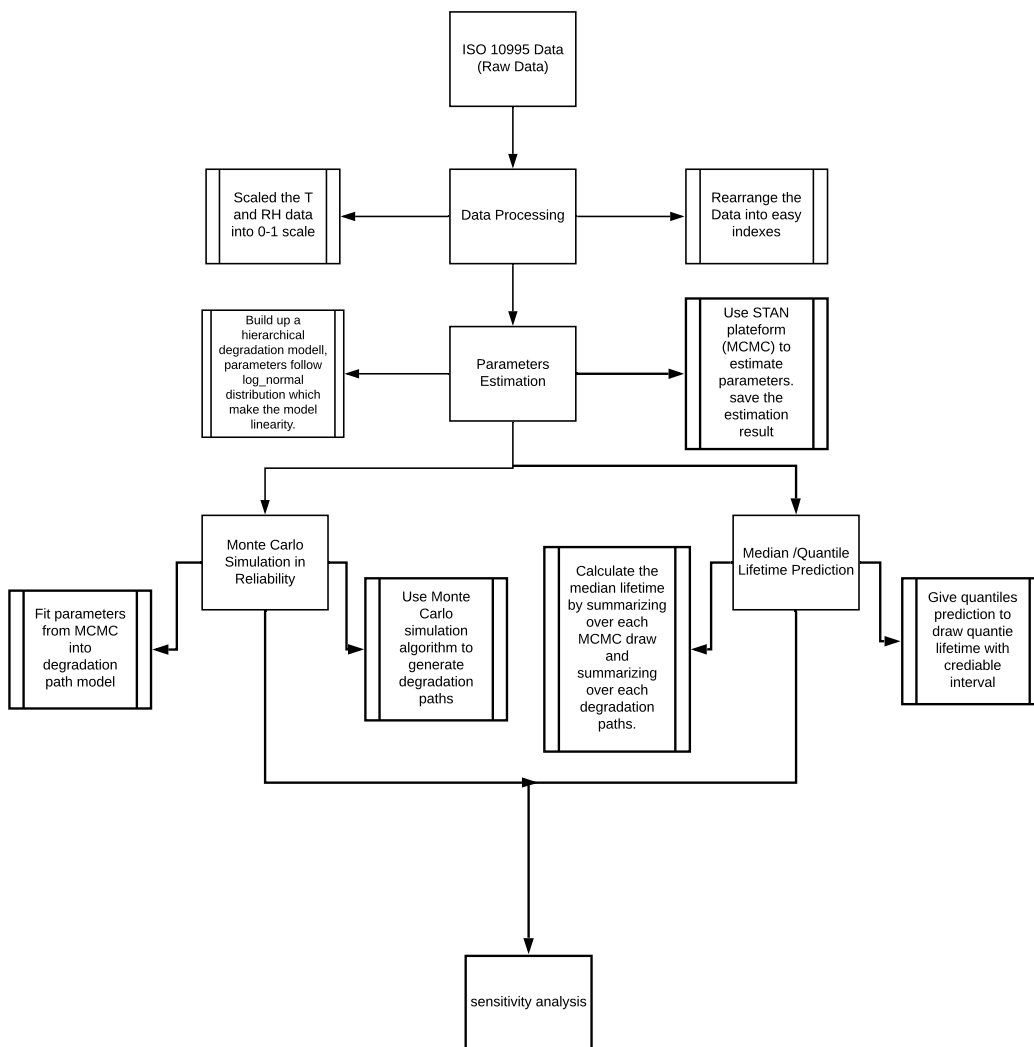 ISO 10995 Data
(Raw Data)
Scaled the T
and RH data
into 0-1 scale
Data Processing
Rearrange the
Data into easy
indexes
Build up a
hierarchical
degradation modell,
parameters follow
log_normal
distribution which
make the model
linearity.
Parameters
Estimation
Use STAN
plateform
(MCMC) to
estimate
parameters.
save the
estimation
result
Monte Carlo
Simulation in
Reliability
Median /Quantile
Lifetime Prediction
Fit parameters
from MCMC
into
degradation
path model
Use Monte
Carlo
simulation
algorithm to
generate
degradation
paths
Calculate the
median lifetime
by summarizing
over each
MCMC draw
and
summarizing
over each
degradation
paths.
Give quantiles
prediction to
draw quantie
lifetime with
crediable
interval
sensitivity analysis